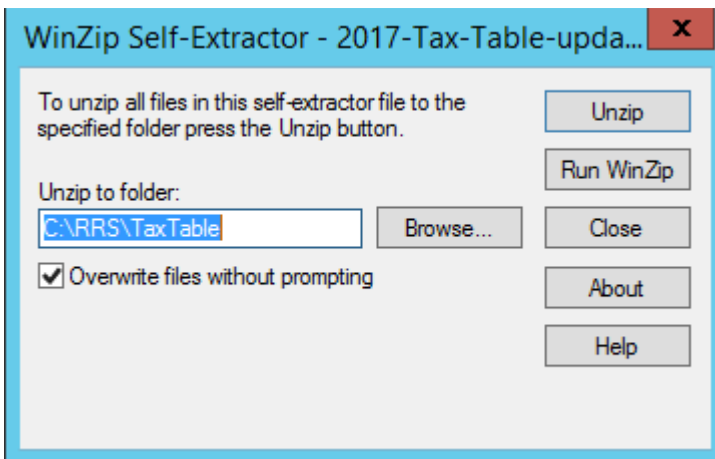 WinZip Self-Extractor - 2017-Tax-Table-upda...
x
To unzip all files in this self-extractor file to the
specified folder press the Unzip button.
Unzip
Run WinZip
Unzip to folder:
C:\RRS\TaxTable
Browse...
Close
Overwrite files without prompting
About
Help